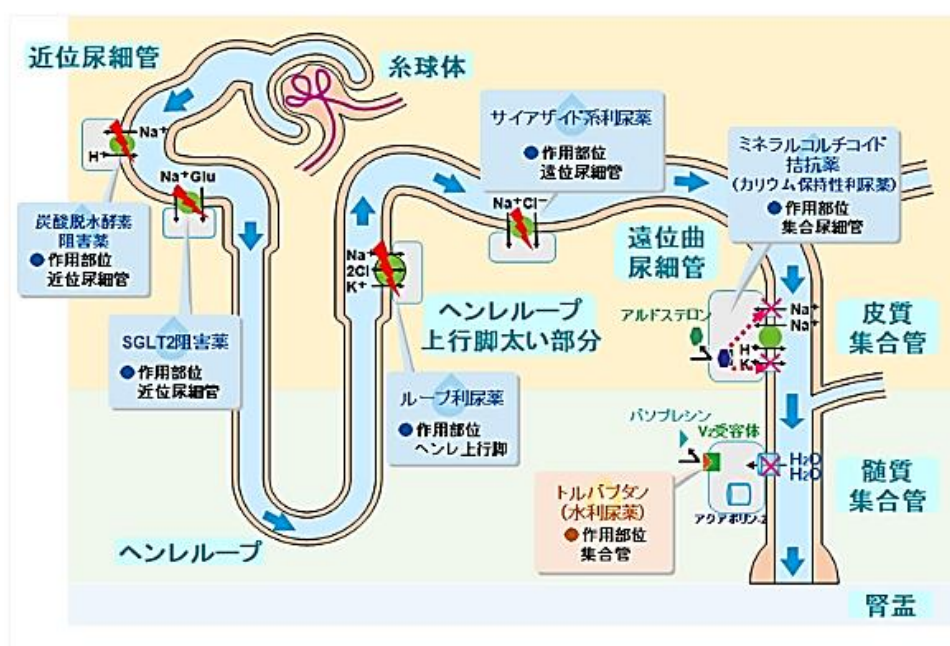 近位尿細管
糸球体
Na⁺
H⁺
Na⁺Glu
炭酸脱水酵素
阻害薬
●作用部位
近位尿細管
SGLT2阻害薬
●作用部位
近位尿細管
Na⁺
2Cl⁻
K⁺
ヘンレループ
上行脚太い部分
ループ利尿薬
●作用部位
ヘンレ上行脚
ヘンレループ
サイアザイド系利尿薬
●作用部位
遠位尿細管
Na⁺Cl⁻
遠位曲
尿細管
ミネラルコルチコイド
拮抗薬
(カリウム保持性利尿薬)
●作用部位
集合尿細管
アルドステロン
Na⁺
Na⁺
H⁺
K⁺
皮質
集合管
バソプレシン
V₂受容体
H₂O
H₂O
アクアポリン-2
トルバプタン
(水利尿薬)
●作用部位
集合管
髄質
集合管
腎盂